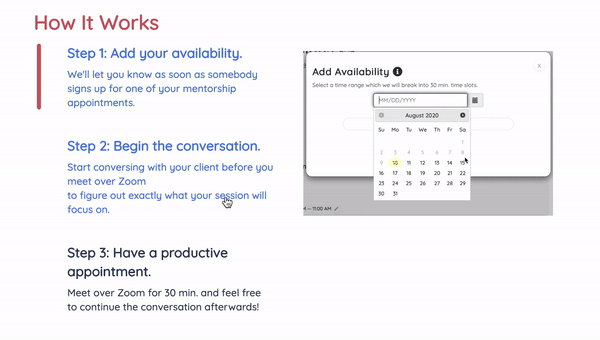 How It Works
Step 1: Add your availability.
We'll let you know as soon as somebody
signs up for one of your mentorship
appointments.
Step 2: Begin the conversation.
Start conversing with your client before you
meet over Zoom
to figure out exactly what your session will
focus on.
Step 3: Have a productive
appointment.
Meet over Zoom for 30 min. and feel free
to continue the conversation afterwards!
Add Availability
x
Select a time range which we will break into 30 min. time slots.
MM/DD/YYYY
August 2020
Su Mo Tu We Th Fr Sa
1
2 3 4 5 6 7 8
9 10 11 12 13 14 15
16 17 18 19 20 21 22
23 24 25 26 27 28 29
30 31
— 11:00 AM